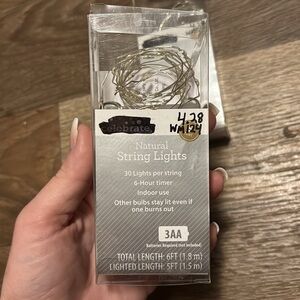 4.28
WM124
celebrate
Natural
String Lights
30 Lights per string
6-Hour timer
Indoor use
Other bulbs stay lit even if
one burns out
3AA
Batteries Required (not included)
TOTAL LENGTH: 6FT (1.8 m)
LIGHTED LENGTH: 5FT (1.5 m)